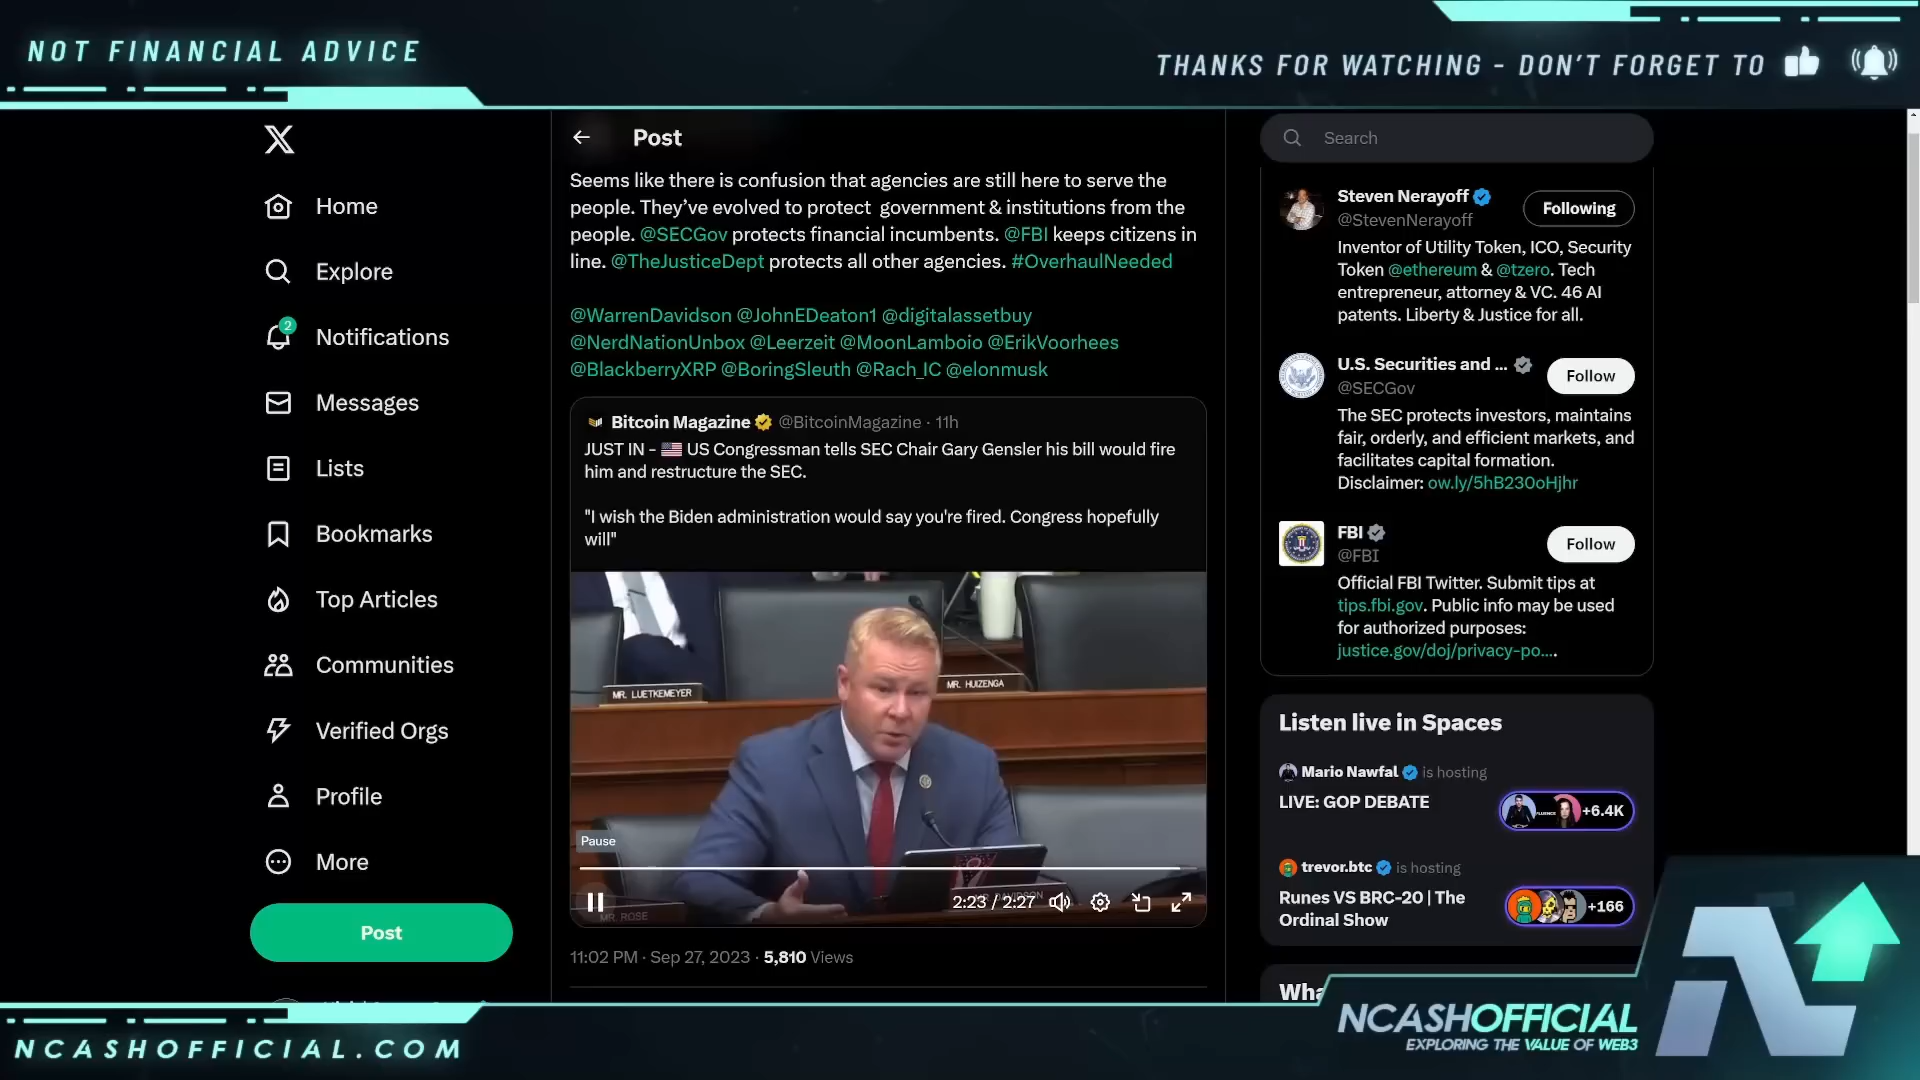 NOT FINANCIAL ADVICE
THANKS FOR WATCHING - DON'T FORGET TO
Home
Explore
2
Notifications
Messages
Lists
Bookmarks
Top Articles
Communities
Verified Orgs
Profile
More
Post
Post
Seems like there is confusion that agencies are still here to serve the
people. They've evolved to protect government & institutions from the
people. @SECGov protects financial incumbents. @FBI keeps citizens in
line. @TheJusticeDept protects all other agencies. #OverhaulNeeded
@WarrenDavidson @JohnEDeaton1 @digitalassetbuy
@NerdNationUnbox @Leerzeit @MoonLamboio @ErikVoorhees
@BlackberryXRP @BoringSleuth @Rach_IC @elonmusk
Bitcoin Magazine @BitcoinMagazine · 11h
JUST IN - 🇺🇸 US Congressman tells SEC Chair Gary Gensler his bill would fire
him and restructure the SEC.
"I wish the Biden administration would say you're fired. Congress hopefully
will"
MR. LUETKEMEYER
MR. HUIZENGA
Pause
MR. DAVIDSON
2:23 / 2:27
MR. ROSE
11:02 PM · Sep 27, 2023 · 5,810 Views
Search
Steven Nerayoff
@StevenNerayoff
Following
Inventor of Utility Token, ICO, Security
Token @ethereum & @tzero. Tech
entrepreneur, attorney & VC. 46 AI
patents. Liberty & Justice for all.
U.S. Securities and ...
@SECGov
Follow
The SEC protects investors, maintains
fair, orderly, and efficient markets, and
facilitates capital formation.
Disclaimer: ow.ly/5hB230oHjhr
FBI
@FBI
Follow
Official FBI Twitter. Submit tips at
tips.fbi.gov. Public info may be used
for authorized purposes:
justice.gov/doj/privacy-po....
Listen live in Spaces
Mario Nawfal is hosting
LIVE: GOP DEBATE
+6.4K
trevor.btc is hosting
Runes VS BRC-20 | The
Ordinal Show
+166
Wha
NCASHOFFICIAL.COM
NCASHOFFICIAL
EXPLORING THE VALUE OF WEB3